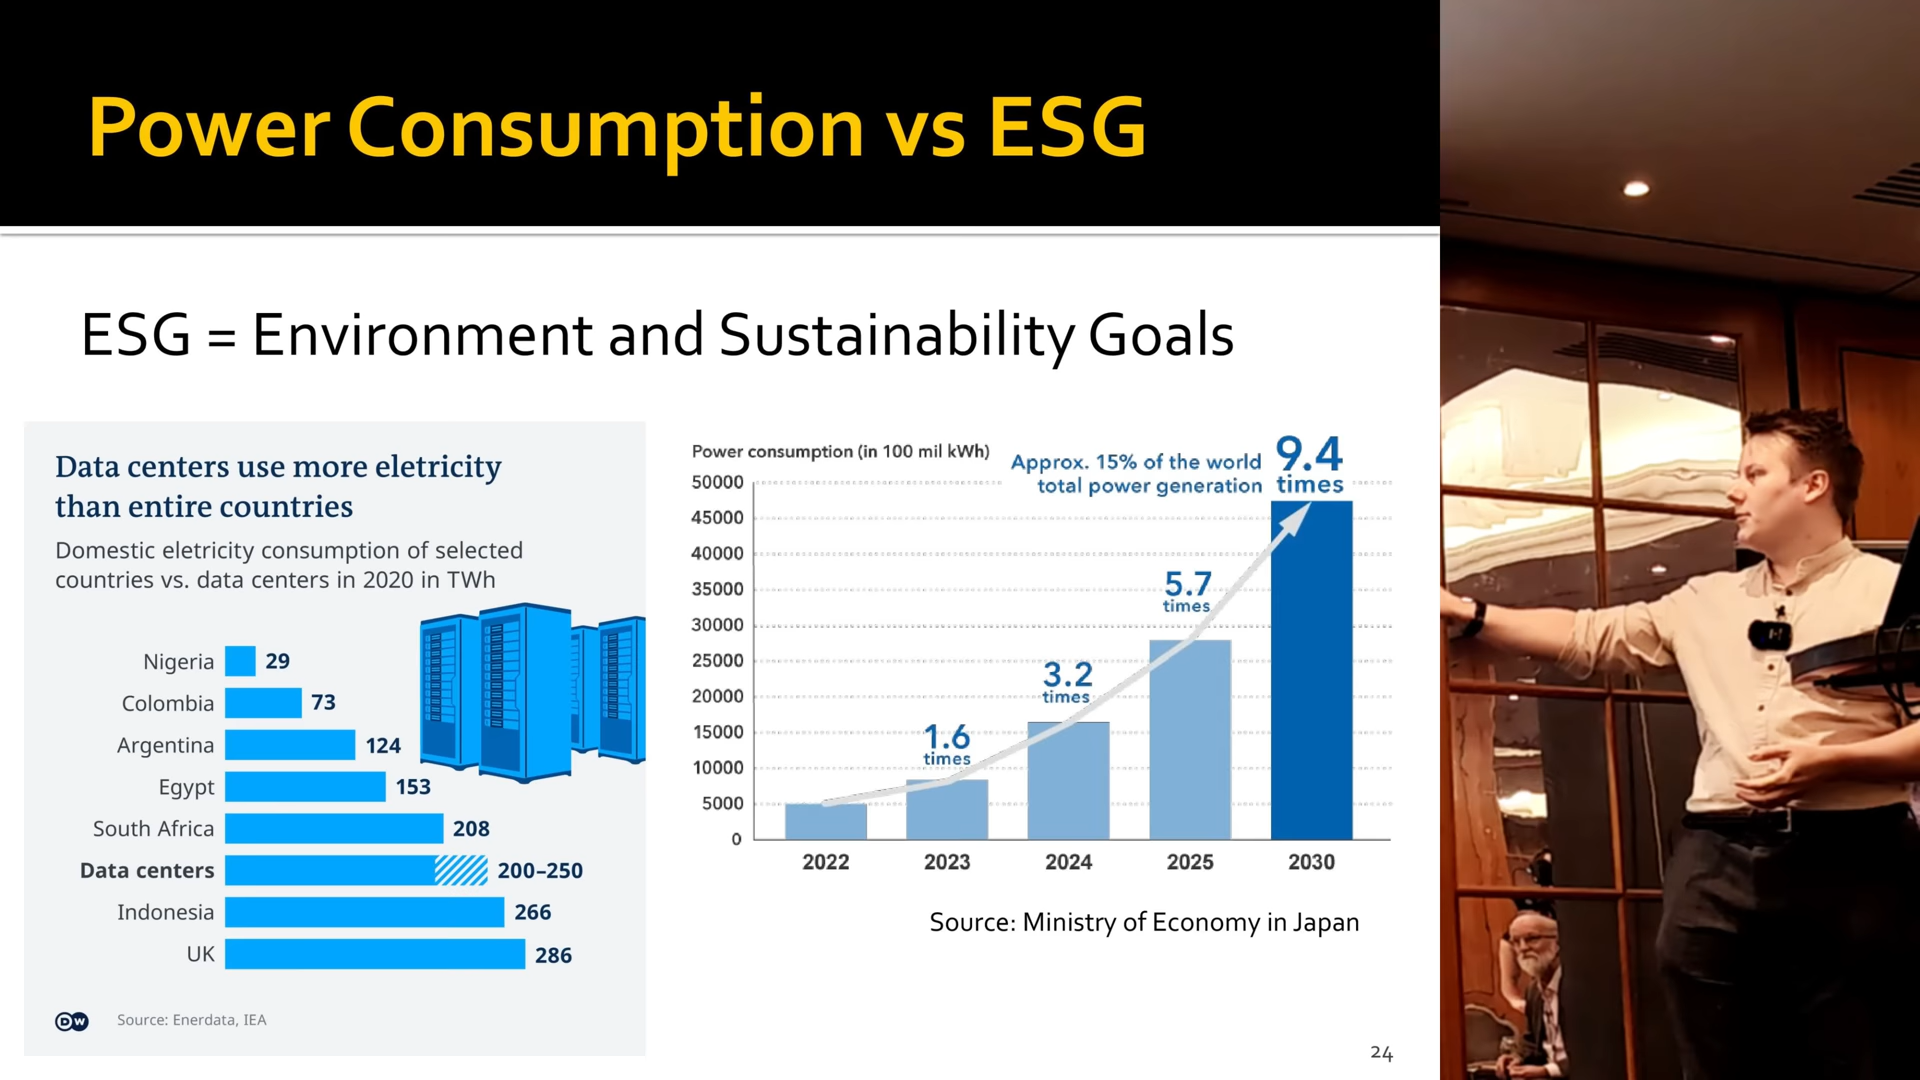 Power Consumption vs ESG
ESG = Environment and Sustainability Goals
Data centers use more eletricity
than entire countries
Domestic eletricity consumption of selected
countries vs. data centers in 2020 in TWh
Nigeria 29
Colombia 73
Argentina 124
Egypt 153
South Africa 208
Data centers 200–250
Indonesia 266
UK 286
DW Source: Enerdata, IEA
Power consumption (in 100 mil kWh)
Approx. 15% of the world
total power generation
9.4
times
50000
45000
40000
35000
30000
25000
20000
15000
10000
5000
0
5.7
times
3.2
times
1.6
times
2022 2023 2024 2025 2030
Source: Ministry of Economy in Japan
24